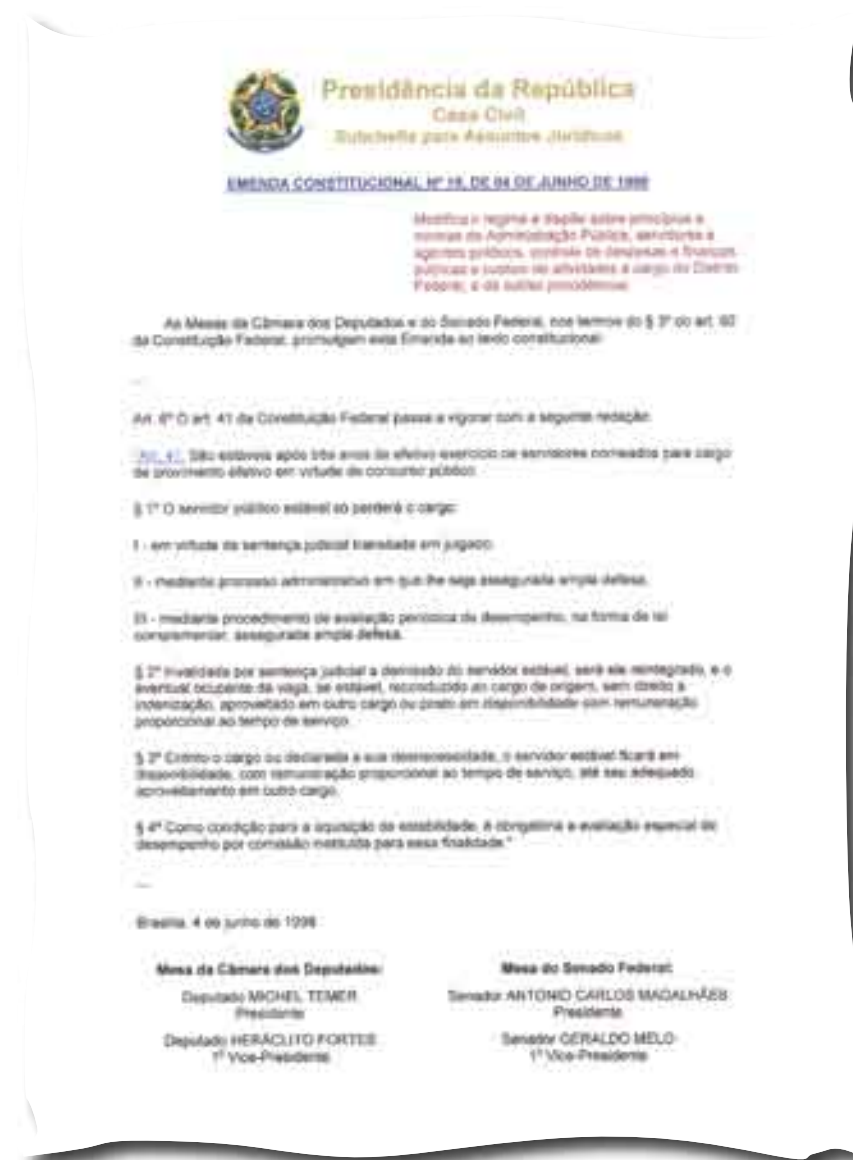 Presidência da República
Casa Civil
Subchefia para Assuntos Jurídicos
EMENDA CONSTITUCIONAL Nº 19, DE 04 DE JUNHO DE 1998
Modifica o regime e dispõe sobre princípios e
normas da Administração Pública, servidores e
agentes políticos, controle de despesas e finanças
públicas e custeio de atividades a cargo do Distrito
Federal, e dá outras providências.
As Mesas da Câmara dos Deputados e do Senado Federal, nos termos do § 3º do art. 60
da Constituição Federal, promulgam esta Emenda ao texto constitucional:
...
Art. 6º O art. 41 da Constituição Federal passa a vigorar com a seguinte redação:
"Art. 41. São estáveis após três anos de efetivo exercício os servidores nomeados para cargo
de provimento efetivo em virtude de concurso público.
§ 1º O servidor público estável só perderá o cargo:
I - em virtude de sentença judicial transitada em julgado;
II - mediante processo administrativo em que lhe seja assegurada ampla defesa;
III - mediante procedimento de avaliação periódica de desempenho, na forma de lei
complementar, assegurada ampla defesa.
§ 2º Invalidada por sentença judicial a demissão do servidor estável, será ele reintegrado, e o
eventual ocupante da vaga, se estável, reconduzido ao cargo de origem, sem direito a
indenização, aproveitado em outro cargo ou posto em disponibilidade com remuneração
proporcional ao tempo de serviço.
§ 3º Extinto o cargo ou declarada a sua desnecessidade, o servidor estável ficará em
disponibilidade, com remuneração proporcional ao tempo de serviço, até seu adequado
aproveitamento em outro cargo.
§ 4º Como condição para a aquisição da estabilidade, é obrigatória a avaliação especial de
desempenho por comissão instituída para essa finalidade."
...
Brasília, 4 de junho de 1998
Mesa da Câmara dos Deputados:
Deputado MICHEL TEMER
Presidente
Deputado HERÁCLITO FORTES
1º Vice-Presidente
Mesa do Senado Federal:
Senador ANTONIO CARLOS MAGALHÃES
Presidente
Senador GERALDO MELO
1º Vice-Presidente